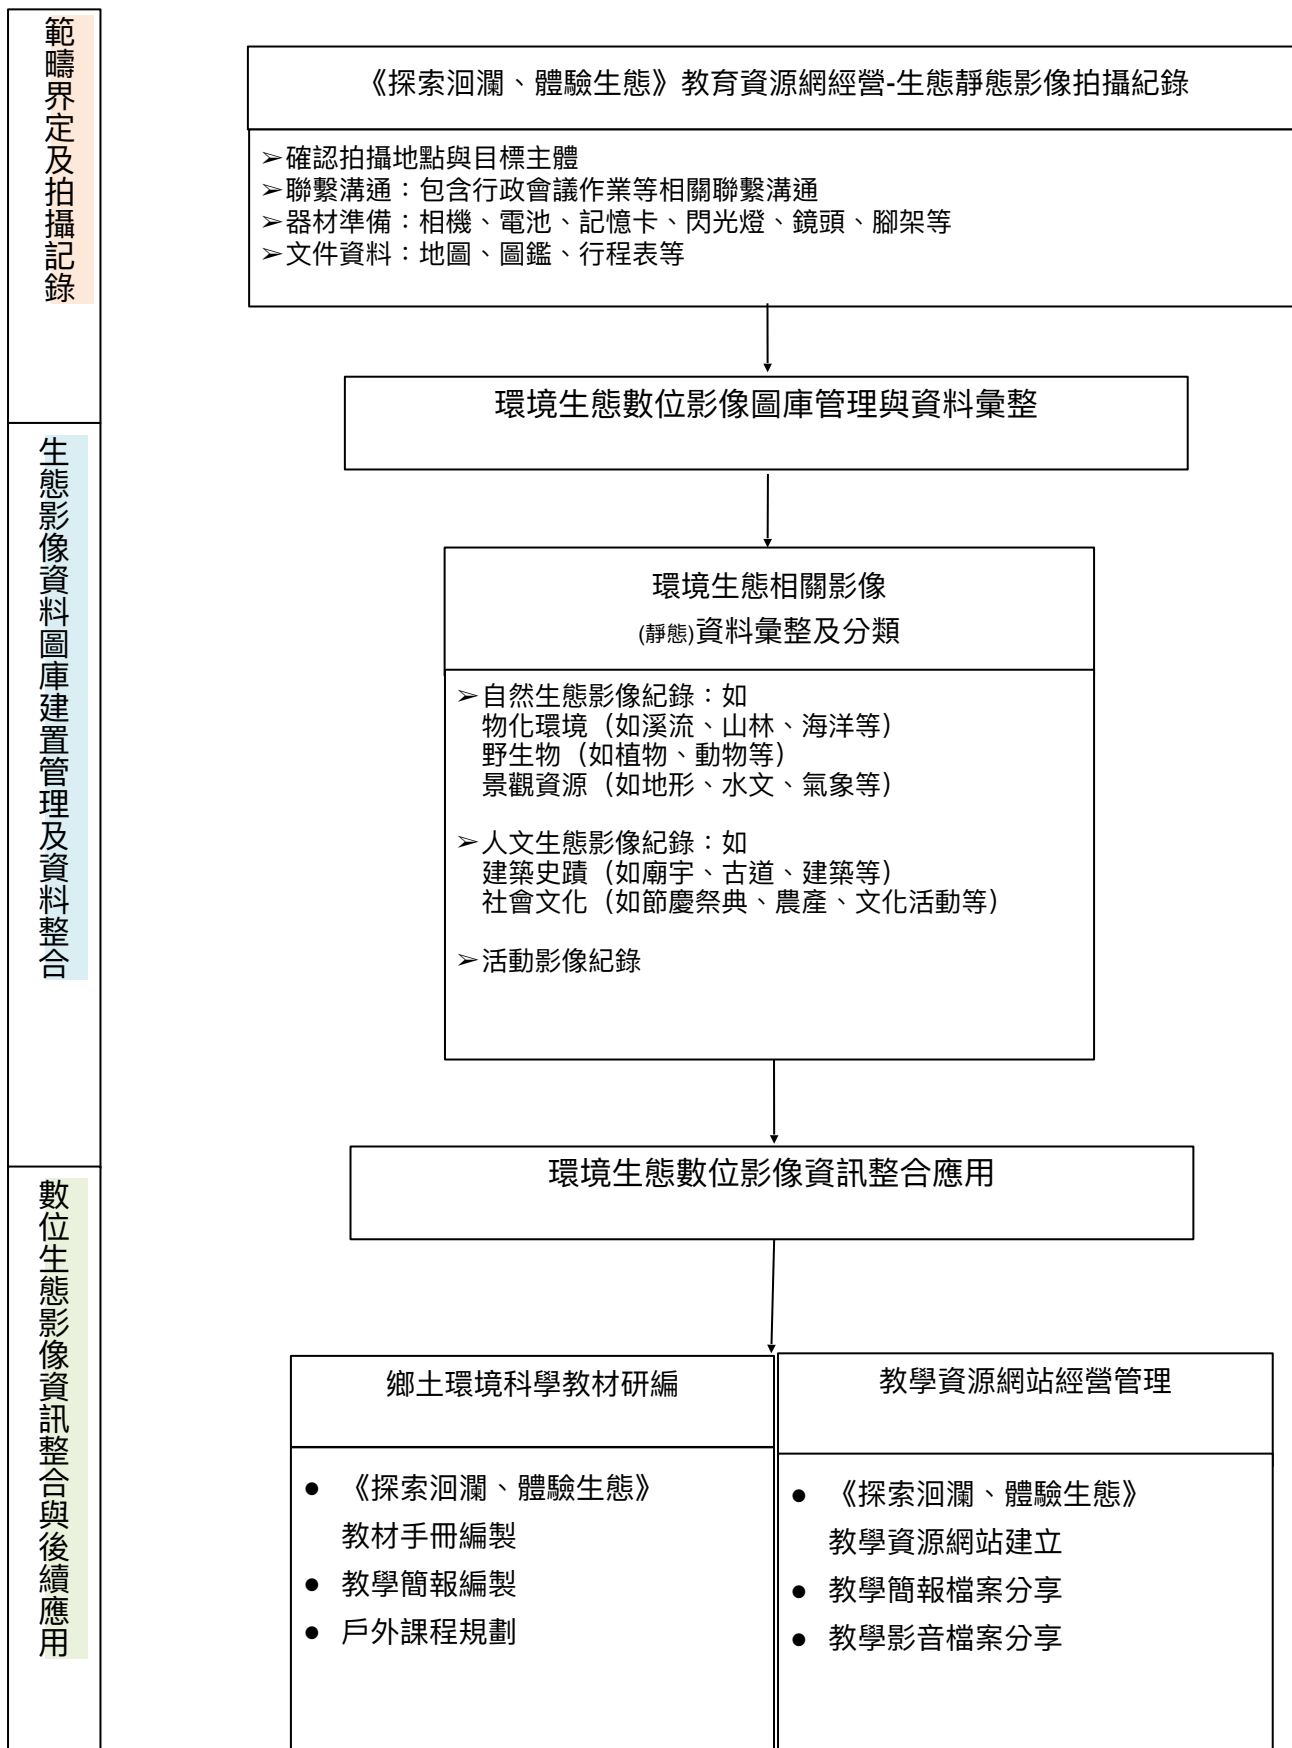 範疇界定及拍攝記錄
《探索洄瀾、體驗生態》教育資源網經營-生態靜態影像拍攝紀錄
➢確認拍攝地點與目標主體
➢聯繫溝通：包含行政會議作業等相關聯繫溝通
➢器材準備：相機、電池、記憶卡、閃光燈、鏡頭、腳架等
➢文件資料：地圖、圖鑑、行程表等
環境生態數位影像圖庫管理與資料彙整
生態影像資料圖庫建置管理及資料整合
環境生態相關影像
(靜態)資料彙整及分類
➢自然生態影像紀錄：如
物化環境（如溪流、山林、海洋等）
野生物（如植物、動物等）
景觀資源（如地形、水文、氣象等）
➢人文生態影像紀錄：如
建築史蹟（如廟宇、古道、建築等）
社會文化（如節慶祭典、農產、文化活動等）
➢活動影像紀錄
環境生態數位影像資訊整合應用
數位生態影像資訊整合與後續應用
鄉土環境科學教材研編
● 《探索洄瀾、體驗生態》
教材手冊編製
● 教學簡報編製
● 戶外課程規劃
教學資源網站經營管理
● 《探索洄瀾、體驗生態》
教學資源網站建立
● 教學簡報檔案分享
● 教學影音檔案分享